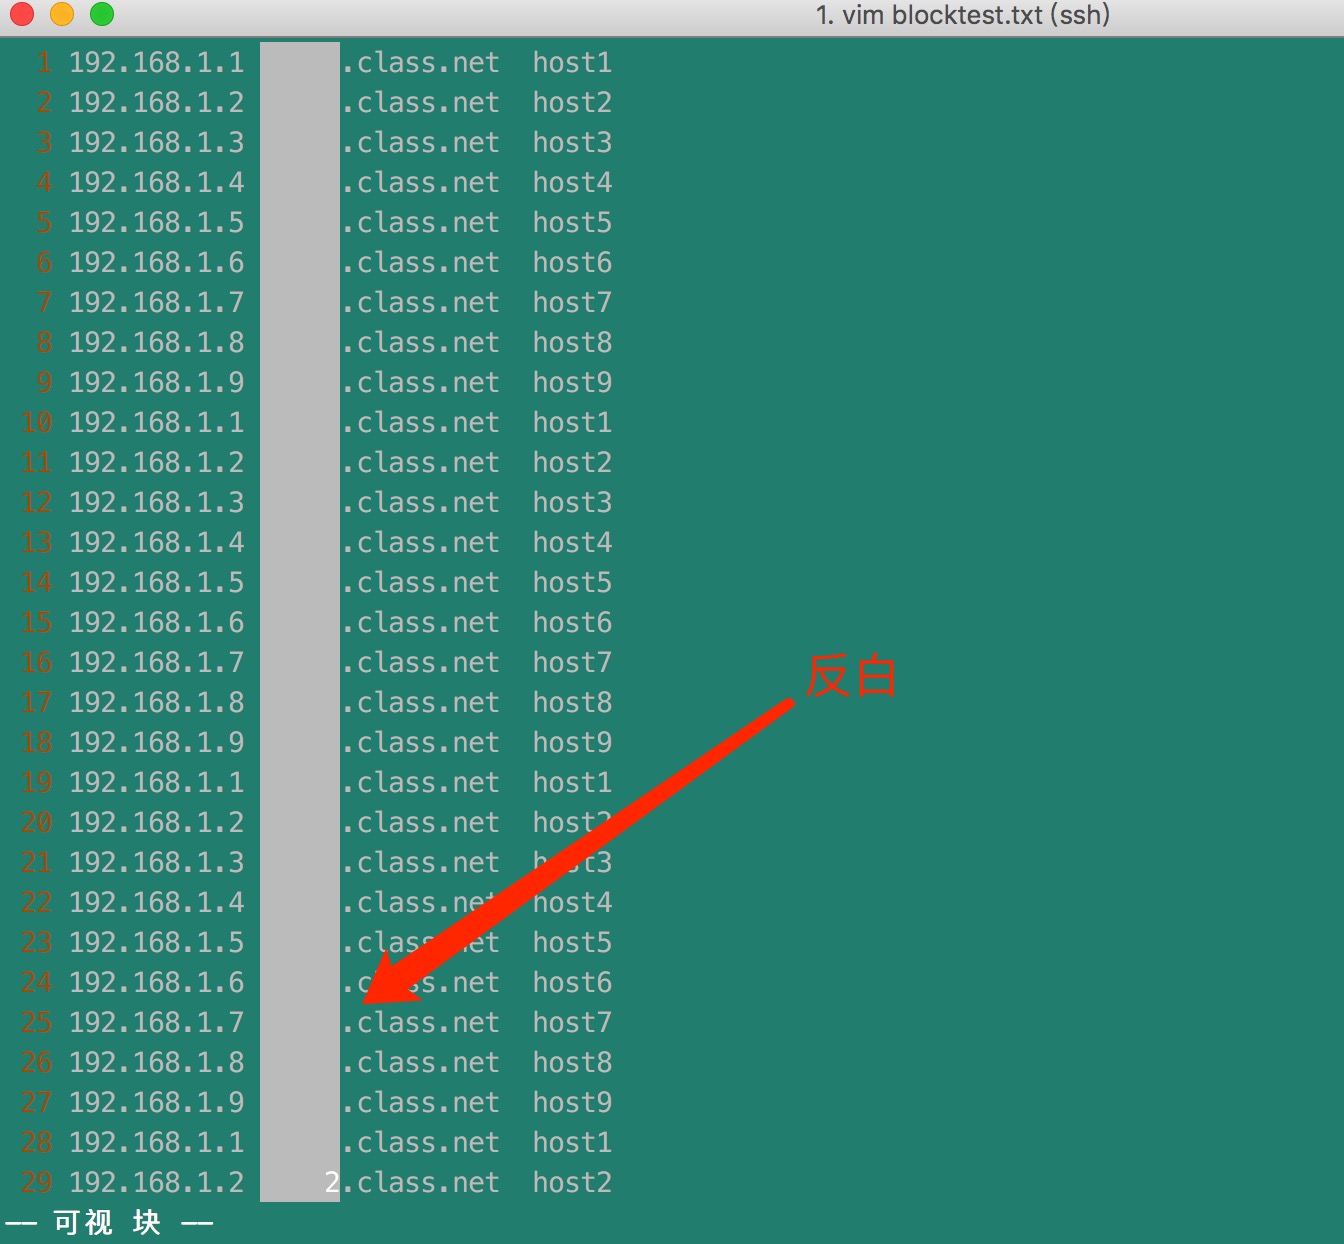 1. vim blocktest.txt (ssh)
1 192.168.1.1 .class.net host1
2 192.168.1.2 .class.net host2
3 192.168.1.3 .class.net host3
4 192.168.1.4 .class.net host4
5 192.168.1.5 .class.net host5
6 192.168.1.6 .class.net host6
7 192.168.1.7 .class.net host7
8 192.168.1.8 .class.net host8
9 192.168.1.9 .class.net host9
10 192.168.1.1 .class.net host1
11 192.168.1.2 .class.net host2
12 192.168.1.3 .class.net host3
13 192.168.1.4 .class.net host4
14 192.168.1.5 .class.net host5
15 192.168.1.6 .class.net host6
16 192.168.1.7 .class.net host7
反白
17 192.168.1.8 .class.net host8
18 192.168.1.9 .class.net host9
19 192.168.1.1 .class.net host1
20 192.168.1.2 .class.net host2
21 192.168.1.3 .class.net host3
22 192.168.1.4 .class.net host4
23 192.168.1.5 .class.net host5
24 192.168.1.6 .class.net host6
25 192.168.1.7 .class.net host7
26 192.168.1.8 .class.net host8
27 192.168.1.9 .class.net host9
28 192.168.1.1 .class.net host1
29 192.168.1.2 2.class.net host2
-- 可视 块 --